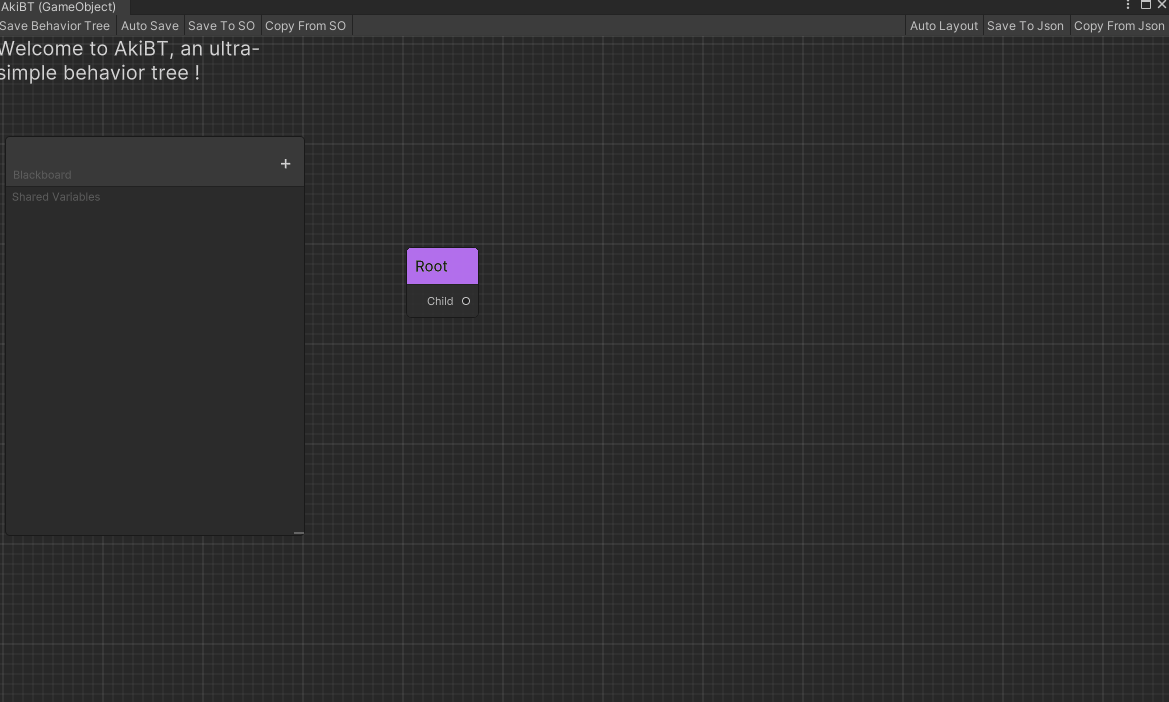 AkiBT (GameObject)
Save Behavior Tree Auto Save Save To SO Copy From SO Auto Layout Save To Json Copy From Json
Welcome to AkiBT, an ultra-
simple behavior tree !
+
Blackboard
Shared Variables
Root
Child